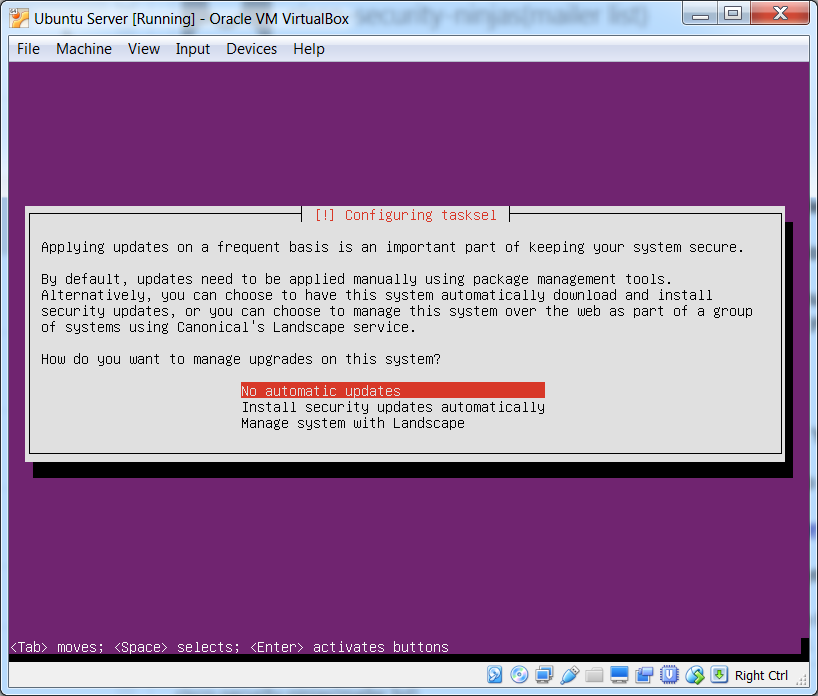 Ubuntu Server [Running] - Oracle VM VirtualBox
security-ninjas(mailer list)
File Machine View Input Devices Help
[!] Configuring tasksel
Applying updates on a frequent basis is an important part of keeping your system secure.
By default, updates need to be applied manually using package management tools.
Alternatively, you can choose to have this system automatically download and install
security updates, or you can choose to manage this system over the web as part of a group
of systems using Canonical's Landscape service.
How do you want to manage upgrades on this system?
No automatic updates
Install security updates automatically
Manage system with Landscape
<Tab> moves; <Space> selects; <Enter> activates buttons
Right Ctrl